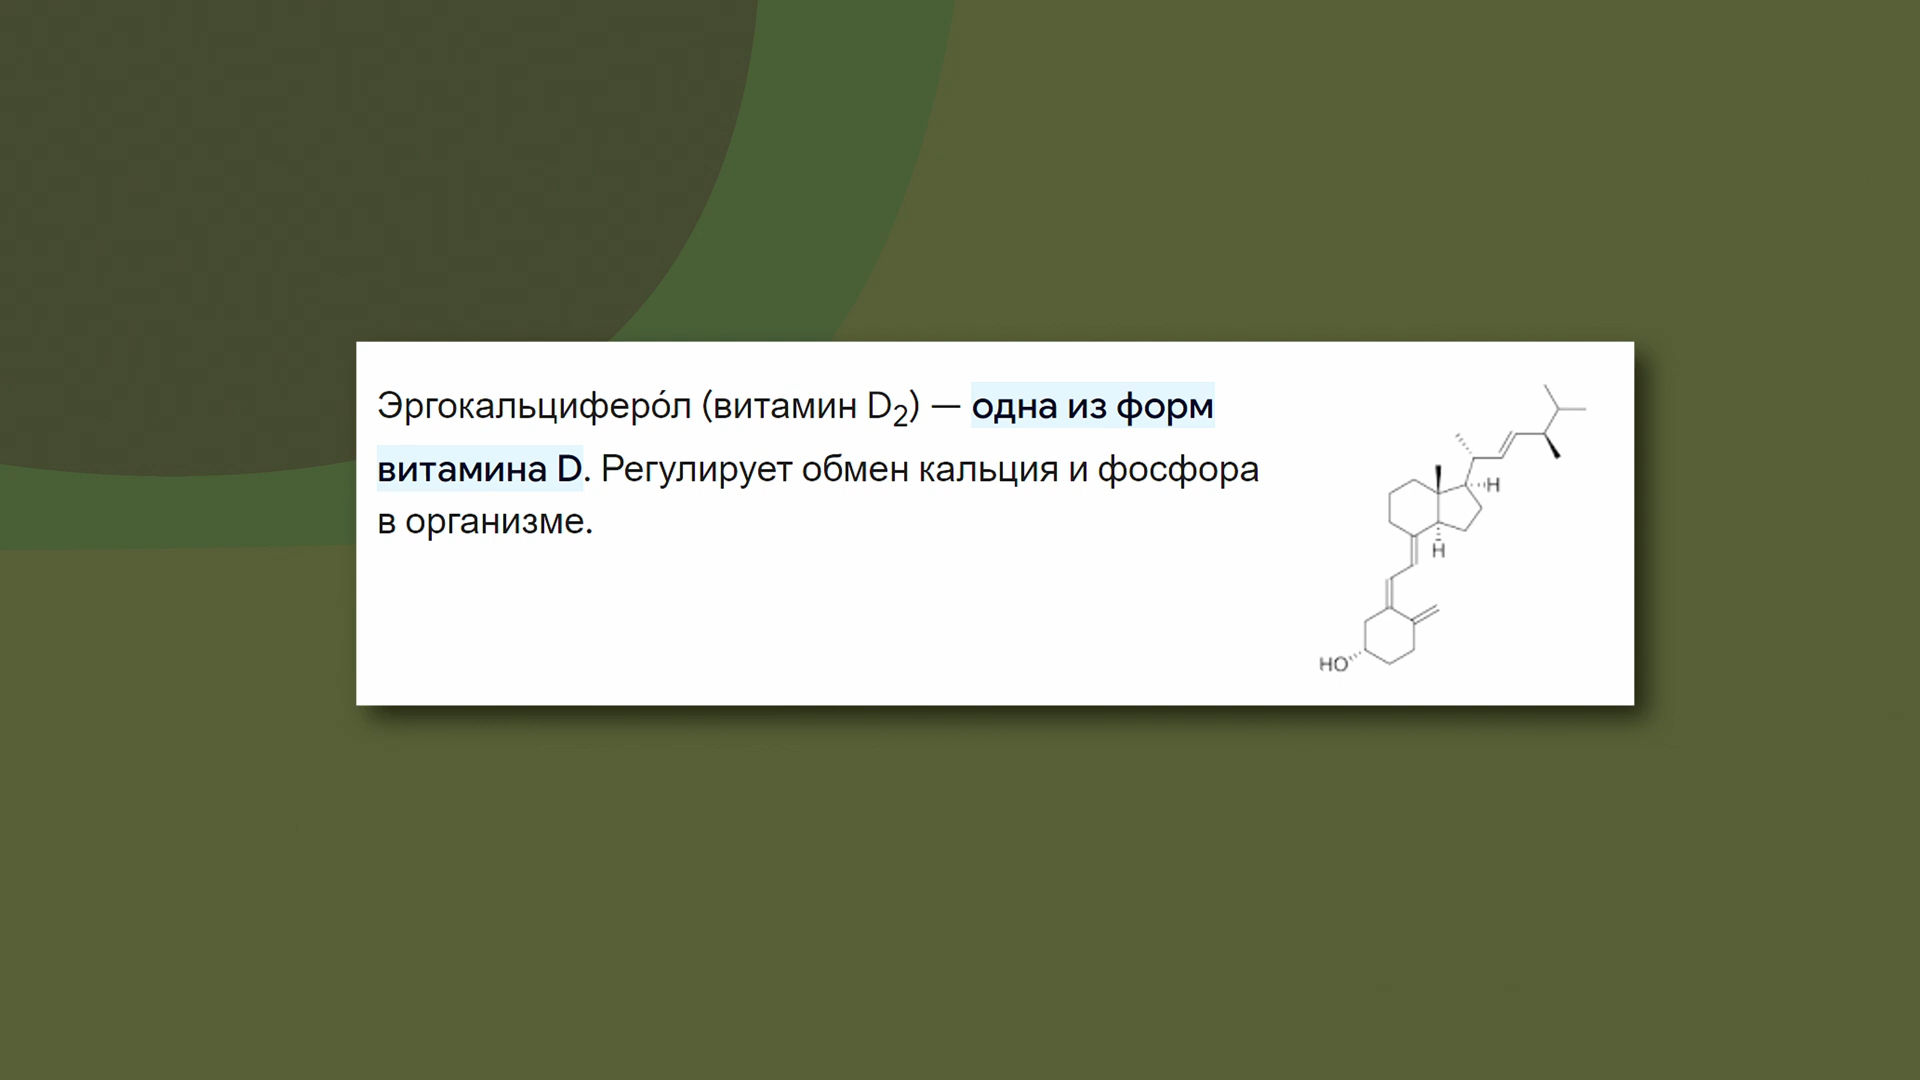 Эргокальциферо́л (витамин D₂) — одна из форм
витамина D. Регулирует обмен кальция и фосфора
в организме.
H
H
HO